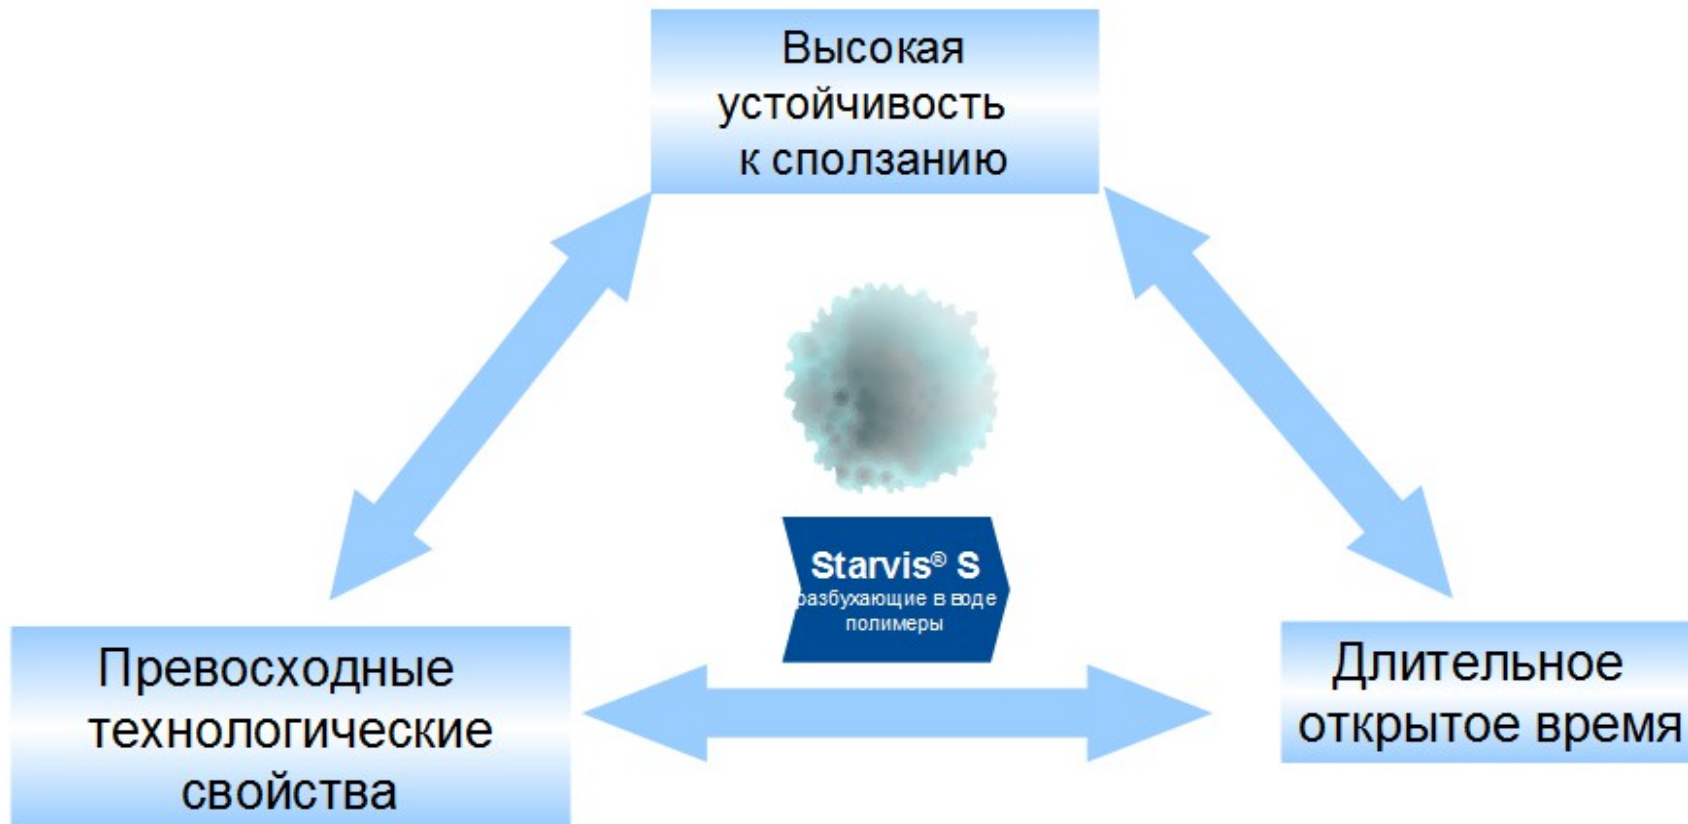 Высокая
устойчивость
к сползанию
Starvis® S
разбухающие в воде
полимеры
Превосходные
технологические
свойства
Длительное
открытое время